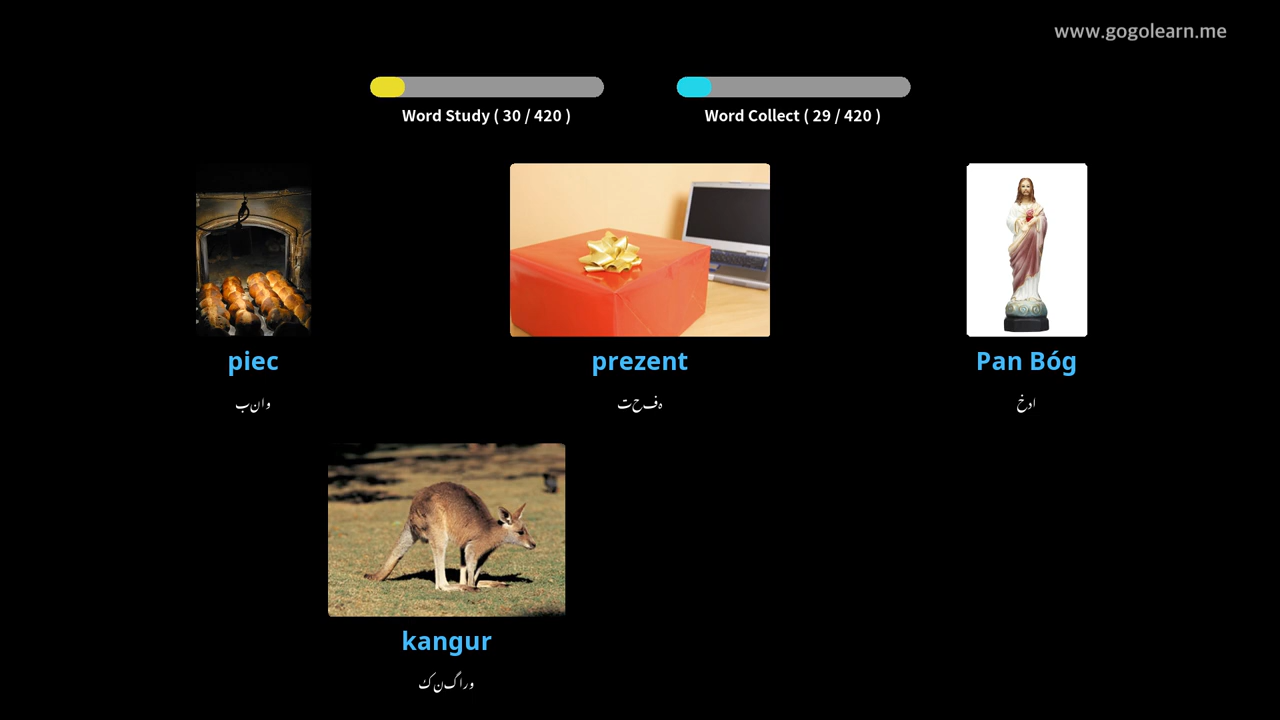 www.gogolearn.me
Word Study ( 30 / 420 )
Word Collect ( 29 / 420 )
piec
prezent
Pan Bóg
وانب
ہفحت
ادخ
kangur
وراگنک